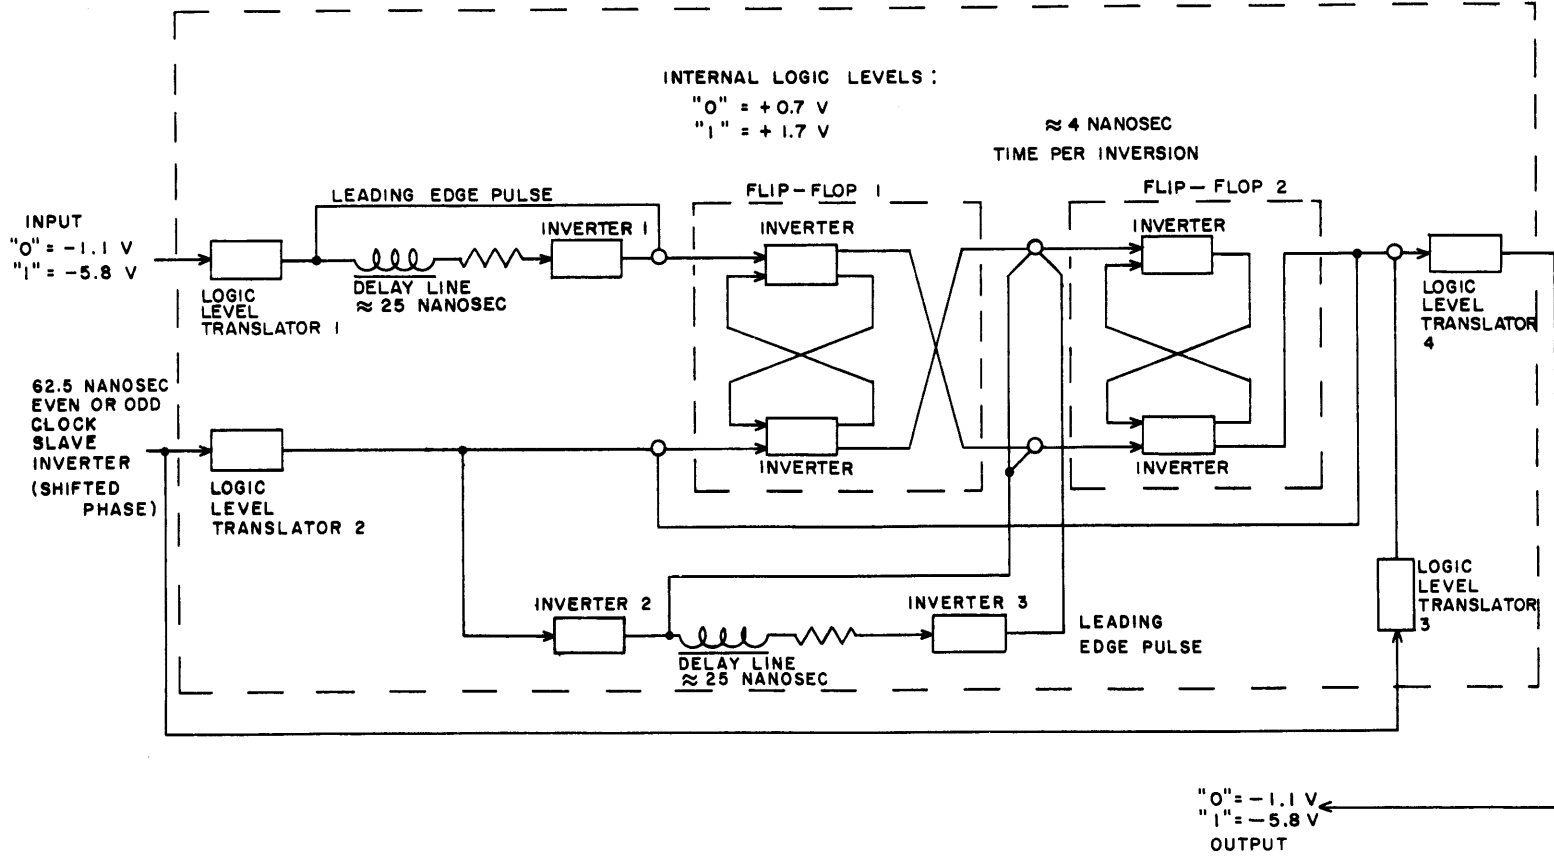 INTERNAL LOGIC LEVELS:
"0" = +0.7 V
"1" = +1.7 V
≈ 4 NANOSEC
TIME PER INVERSION
LEADING EDGE PULSE
FLIP-FLOP 1
FLIP-FLOP 2
INPUT
"0" = -1.1 V
"1" = -5.8 V
INVERTER 1
INVERTER
INVERTER
DELAY LINE
≈ 25 NANOSEC
LOGIC
LEVEL
TRANSLATOR 1
LOGIC
LEVEL
TRANSLATOR
4
62.5 NANOSEC
EVEN OR ODD
CLOCK
SLAVE
INVERTER
(SHIFTED
PHASE)
INVERTER
INVERTER
LOGIC
LEVEL
TRANSLATOR 2
INVERTER 2
INVERTER 3
LEADING
EDGE PULSE
LOGIC
LEVEL
TRANSLATOR
3
DELAY LINE
≈ 25 NANOSEC
"0" = -1.1 V
"1" = -5.8 V
OUTPUT